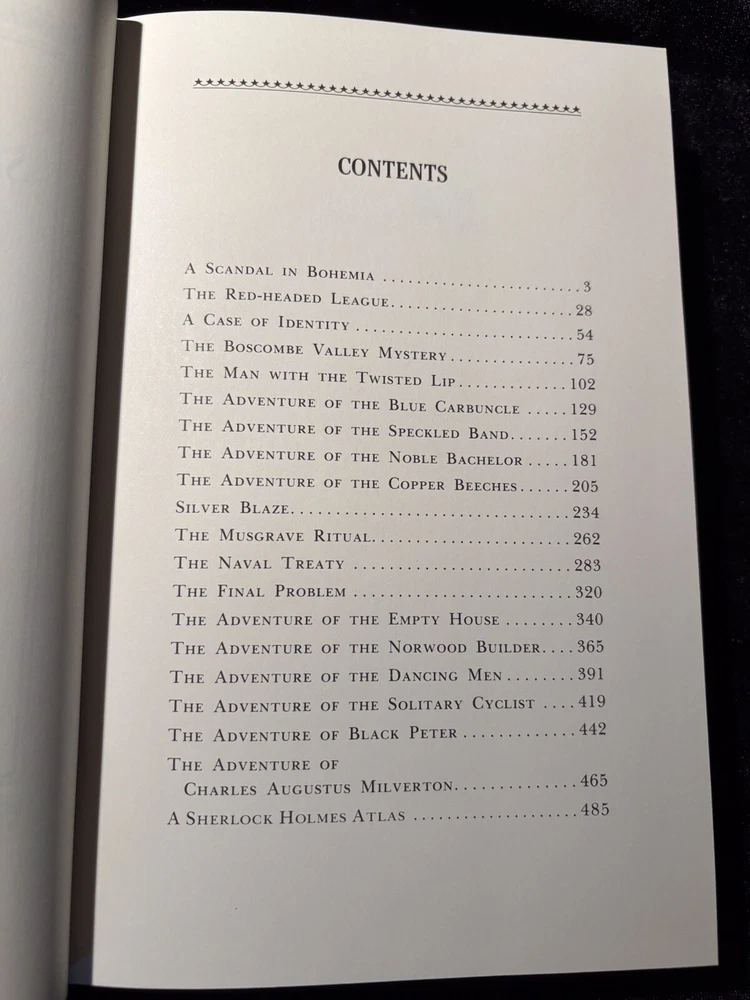 CONTENTS
A Scandal in Bohemia ........................3
The Red-headed League......................28
A Case of Identity ..........................54
The Boscombe Valley Mystery...............75
The Man with the Twisted Lip.............102
The Adventure of the Blue Carbuncle .....129
The Adventure of the Speckled Band.......152
The Adventure of the Noble Bachelor .....181
The Adventure of the Copper Beeches......205
Silver Blaze..................................234
The Musgrave Ritual........................262
The Naval Treaty ..........................283
The Final Problem ..........................320
The Adventure of the Empty House ........340
The Adventure of the Norwood Builder....365
The Adventure of the Dancing Men........391
The Adventure of the Solitary Cyclist ....419
The Adventure of Black Peter .............442
The Adventure of
Charles Augustus Milverton..............465
A Sherlock Holmes Atlas ....................485